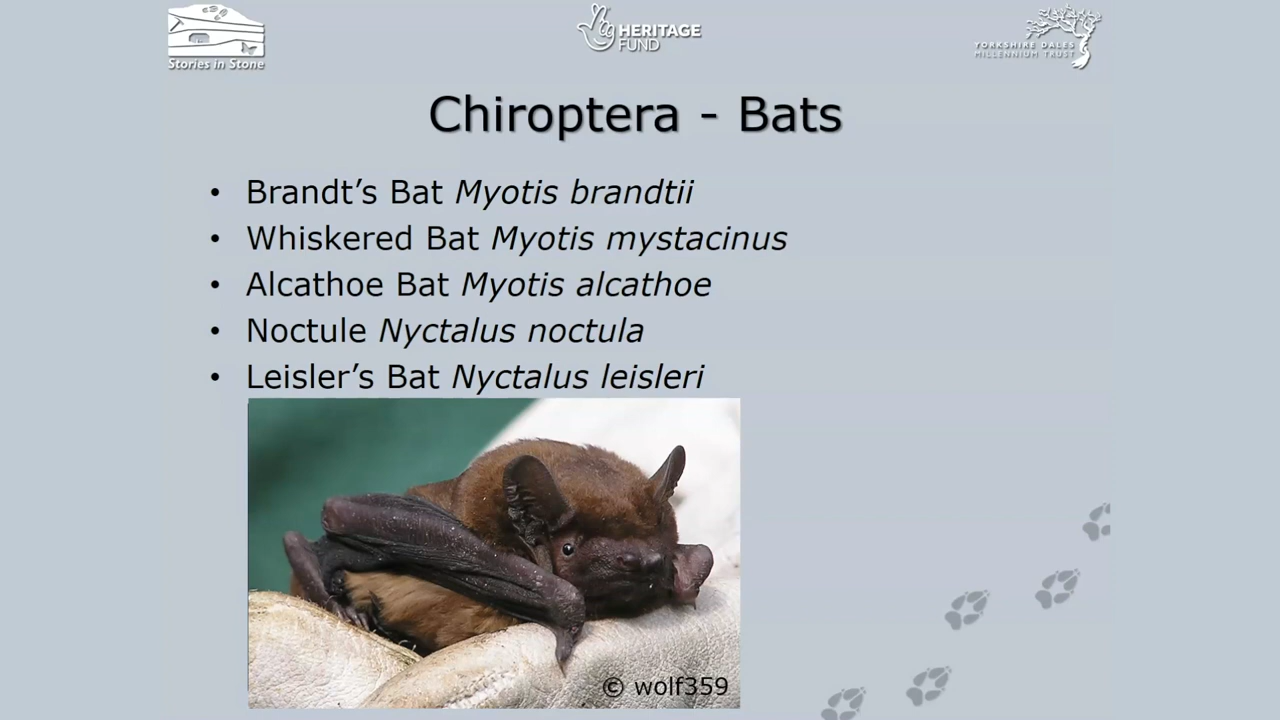 Stories in Stone
HERITAGE
FUND
YORKSHIRE DALES
MILLENNIUM TRUST
Chiroptera - Bats
• Brandt’s Bat Myotis brandtii
• Whiskered Bat Myotis mystacinus
• Alcathoe Bat Myotis alcathoe
• Noctule Nyctalus noctula
• Leisler’s Bat Nyctalus leisleri
© wolf359